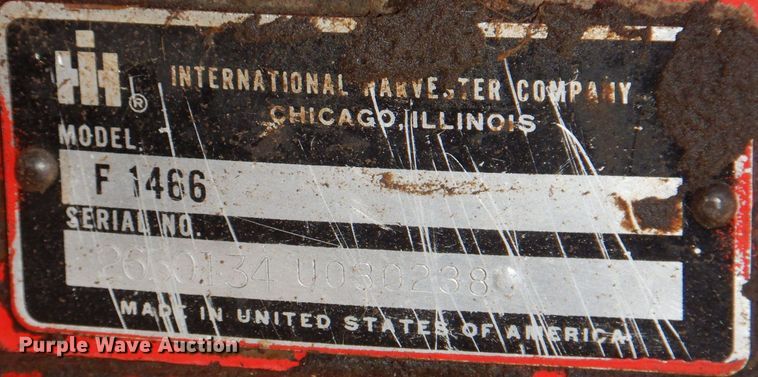 IH ®
INTERNATIONAL HARVESTER COMPANY
CHICAGO, ILLINOIS
MODEL
F 1466
SERIAL NO.
MADE IN UNITED STATES OF AMERICA
Purple Wave Auction